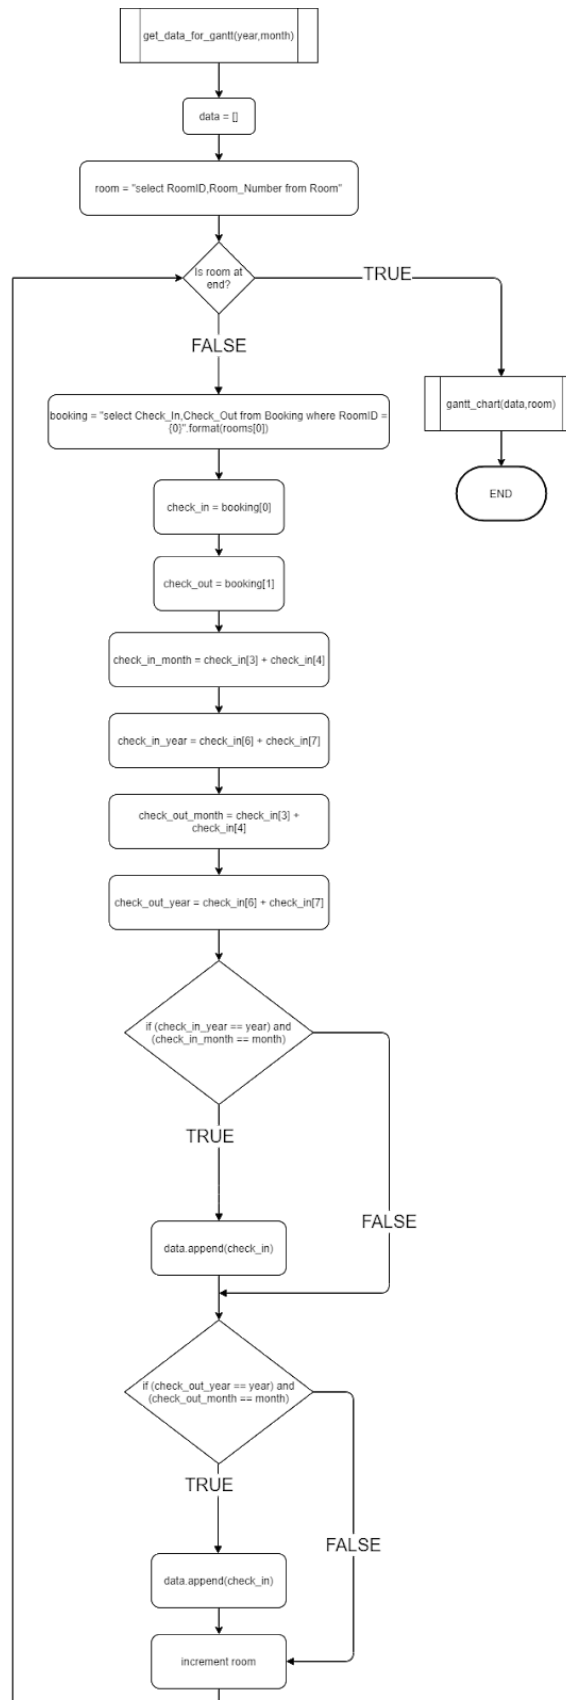 get_data_for_gantt(year,month)
data = []
room = "select RoomID,Room_Number from Room"
Is room at
end?
TRUE
FALSE
booking = "select Check_In,Check_Out from Booking where RoomID =
{0}".format(rooms[0])
gantt_chart(data,room)
END
check_in = booking[0]
check_out = booking[1]
check_in_month = check_in[3] + check_in[4]
check_in_year = check_in[6] + check_in[7]
check_out_month = check_in[3] +
check_in[4]
check_out_year = check_in[6] + check_in[7]
if (check_in_year == year) and
(check_in_month == month)
TRUE
FALSE
data.append(check_in)
if (check_out_year == year) and
(check_out_month == month)
TRUE
FALSE
data.append(check_in)
increment room